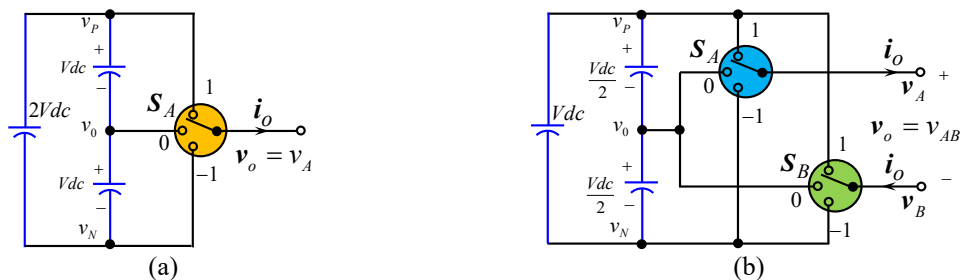 v_P
+
Vdc
−
2Vdc
v_0
+
Vdc
−
v_N
S_A
1
0
−1
i_o
v_o = v_A
(a)
v_P
+
Vdc/2
−
Vdc
v_0
+
Vdc/2
−
v_N
S_A
1
0
−1
i_o
+
v_A
v_o = v_AB
S_B
1
0
−1
i_o
−
v_B
(b)